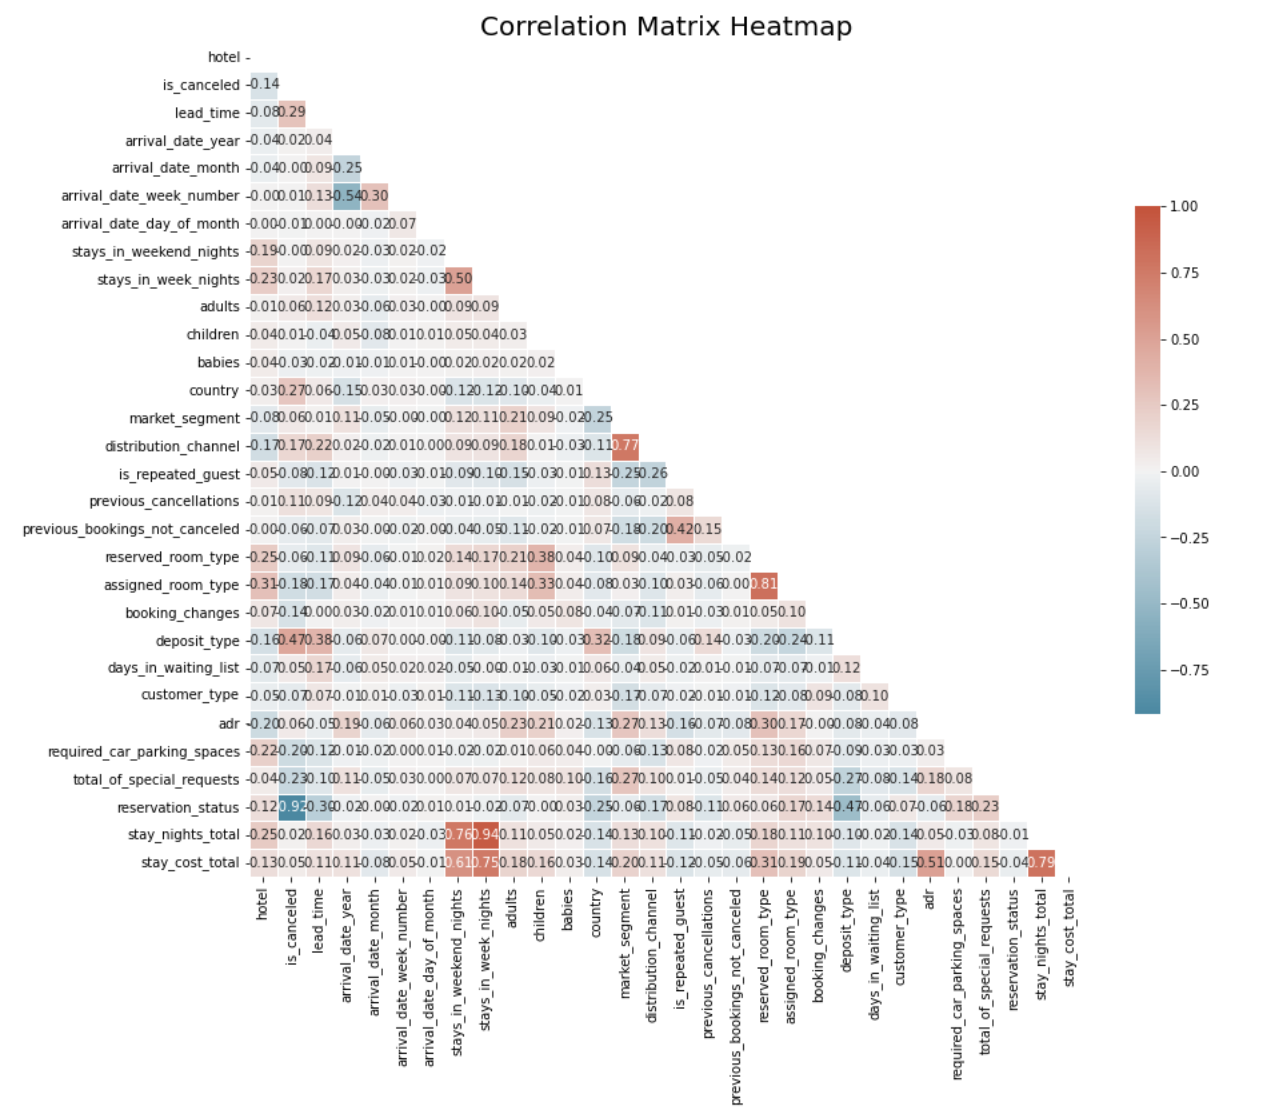 Correlation Matrix Heatmap
hotel
is_canceled -0.14
lead_time -0.08 0.29
arrival_date_year -0.04 0.02 0.04
arrival_date_month -0.04 -0.00 0.09 -0.25
arrival_date_week_number -0.00 0.01 0.13 -0.54 0.30
arrival_date_day_of_month -0.00 -0.01 0.00 -0.00 -0.02 0.07
stays_in_weekend_nights 0.19 -0.00 0.09 0.02 -0.03 -0.02 -0.02
stays_in_week_nights 0.23 0.02 0.17 0.03 -0.03 -0.02 -0.03 0.50
adults 0.01 0.06 0.12 0.03 -0.06 0.03 -0.00 0.09 0.09
children 0.04 0.01 -0.04 0.05 -0.08 0.01 0.01 0.05 0.04 0.03
babies 0.04 -0.03 -0.02 -0.01 -0.01 0.01 -0.00 0.02 0.02 0.02 0.02
country 0.03 0.27 0.06 -0.15 0.03 0.03 -0.00 -0.12 -0.12 -0.10 -0.04 0.01
market_segment -0.08 0.06 0.01 0.11 -0.05 -0.00 -0.00 0.12 0.11 0.21 0.09 -0.02 -0.25
distribution_channel -0.17 0.17 0.22 0.02 -0.02 0.01 0.00 0.09 0.09 0.18 0.01 -0.03 -0.11 0.77
is_repeated_guest 0.05 -0.08 -0.12 0.01 -0.00 -0.03 -0.01 -0.09 -0.10 -0.15 -0.03 -0.01 0.13 -0.25 -0.26
previous_cancellations -0.01 0.11 0.09 -0.12 0.04 0.04 -0.03 -0.01 -0.01 -0.01 -0.02 -0.01 0.08 -0.06 -0.02 0.08
previous_bookings_not_canceled 0.00 -0.06 -0.07 0.03 -0.00 -0.02 -0.00 -0.04 -0.05 -0.11 -0.02 -0.01 0.07 -0.18 -0.20 0.42 0.15
reserved_room_type 0.25 -0.06 -0.11 0.09 -0.06 -0.01 0.02 0.14 0.17 0.21 0.38 0.04 -0.10 0.09 -0.04 -0.03 -0.05 -0.02
assigned_room_type 0.31 -0.18 -0.17 0.04 -0.04 -0.01 0.01 0.09 0.10 0.14 0.33 0.04 -0.08 0.03 -0.10 0.03 -0.06 0.00 0.81
booking_changes 0.07 -0.14 0.00 0.03 -0.02 0.01 0.01 0.06 0.10 -0.05 0.05 0.08 -0.04 -0.07 -0.11 0.01 -0.03 0.01 0.05 0.10
deposit_type -0.16 0.47 0.38 -0.06 0.07 0.00 -0.00 -0.11 -0.08 -0.03 -0.10 -0.03 0.32 -0.18 0.09 -0.06 0.14 -0.03 -0.20 -0.24 -0.11
days_in_waiting_list -0.07 0.05 0.17 -0.06 0.05 0.02 0.02 -0.05 -0.00 -0.01 -0.03 -0.01 0.06 -0.04 0.05 -0.02 0.01 -0.01 -0.07 -0.07 -0.01 0.12
customer_type -0.05 -0.07 0.07 -0.01 0.01 -0.03 0.01 -0.11 -0.13 -0.10 -0.05 -0.02 0.03 -0.17 -0.07 -0.02 -0.01 0.01 -0.12 -0.08 0.09 -0.08 0.10
adr -0.20 0.06 -0.05 0.19 -0.06 0.06 0.03 0.04 0.05 0.23 0.21 0.02 -0.13 0.27 0.13 -0.16 -0.07 -0.08 0.30 0.17 -0.00 -0.08 -0.04 -0.08
required_car_parking_spaces 0.22 -0.20 -0.12 -0.01 -0.02 0.00 0.01 -0.02 -0.02 0.01 0.06 0.04 -0.00 -0.06 -0.13 0.08 -0.02 0.05 0.13 0.16 0.07 -0.09 -0.03 -0.03 0.03
total_of_special_requests 0.04 -0.23 -0.10 0.11 -0.05 0.03 0.00 0.07 0.07 0.12 0.08 0.10 -0.16 0.27 0.10 0.01 -0.05 0.04 0.14 0.12 0.05 -0.27 -0.08 -0.14 0.18 0.08
reservation_status 0.12 -0.92 -0.30 -0.02 0.00 -0.02 0.01 0.01 -0.02 -0.07 -0.00 0.03 -0.25 -0.06 -0.17 0.08 -0.11 0.06 0.06 0.17 0.14 -0.47 -0.06 0.07 -0.06 0.18 0.23
stay_nights_total 0.25 0.02 0.16 0.03 -0.03 0.02 -0.03 0.76 0.94 0.11 0.05 0.02 -0.14 0.13 0.10 -0.11 -0.02 -0.05 0.18 0.11 0.10 -0.10 -0.02 -0.14 0.05 -0.03 0.08 -0.01
stay_cost_total 0.13 0.05 0.11 0.11 -0.08 0.05 -0.01 0.61 0.75 0.18 0.16 0.03 -0.14 0.20 0.11 -0.12 -0.05 -0.06 0.31 0.19 0.05 -0.11 -0.04 -0.15 0.51 0.00 0.15 -0.04 0.79
hotel
is_canceled
lead_time
arrival_date_year
arrival_date_month
arrival_date_week_number
arrival_date_day_of_month
stays_in_weekend_nights
stays_in_week_nights
adults
children
babies
country
market_segment
distribution_channel
is_repeated_guest
previous_cancellations
previous_bookings_not_canceled
reserved_room_type
assigned_room_type
booking_changes
deposit_type
days_in_waiting_list
customer_type
adr
required_car_parking_spaces
total_of_special_requests
reservation_status
stay_nights_total
stay_cost_total
1.00
0.75
0.50
0.25
0.00
−0.25
−0.50
−0.75